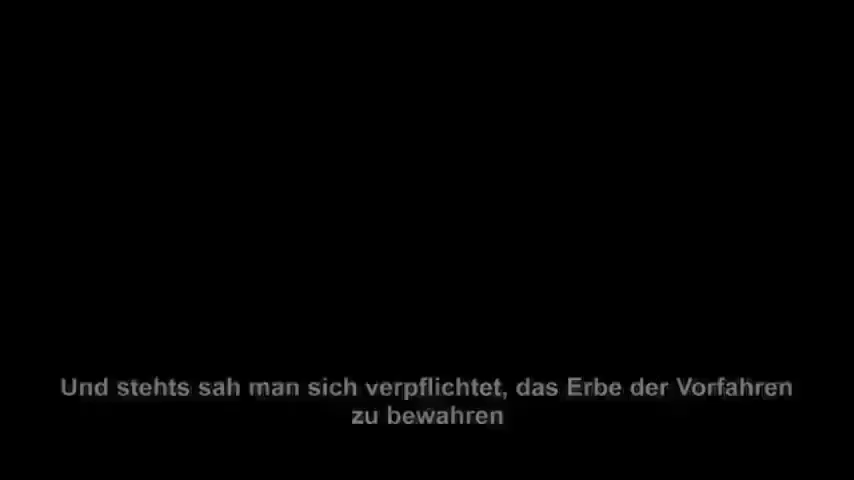 Und stehts sah man sich verpflichtet, das Erbe der Vorfahren
zu bewahren